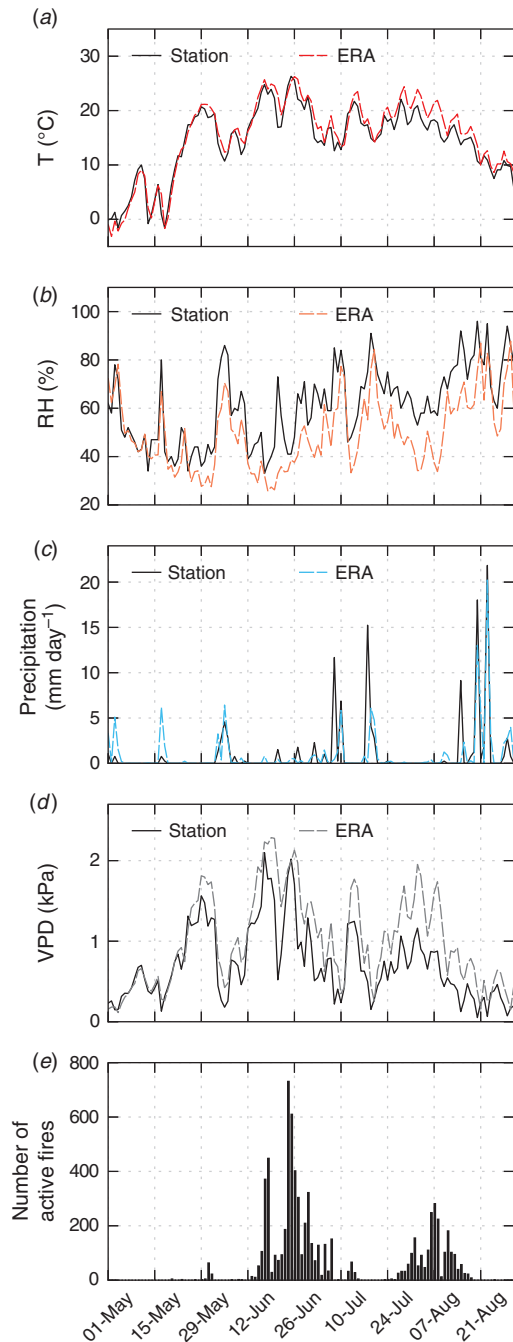 (a)
30
Station
ERA
20
10
0
T (°C)
(b)
100
Station
ERA
80
60
40
20
RH (%)
(c)
Station
ERA
20
15
10
5
0
Precipitation
(mm day⁻¹)
(d)
Station
ERA
2
1
0
VPD (kPa)
(e)
800
600
400
200
0
Number of
active fires
01-May
15-May
29-May
12-Jun
26-Jun
10-Jul
24-Jul
07-Aug
21-Aug